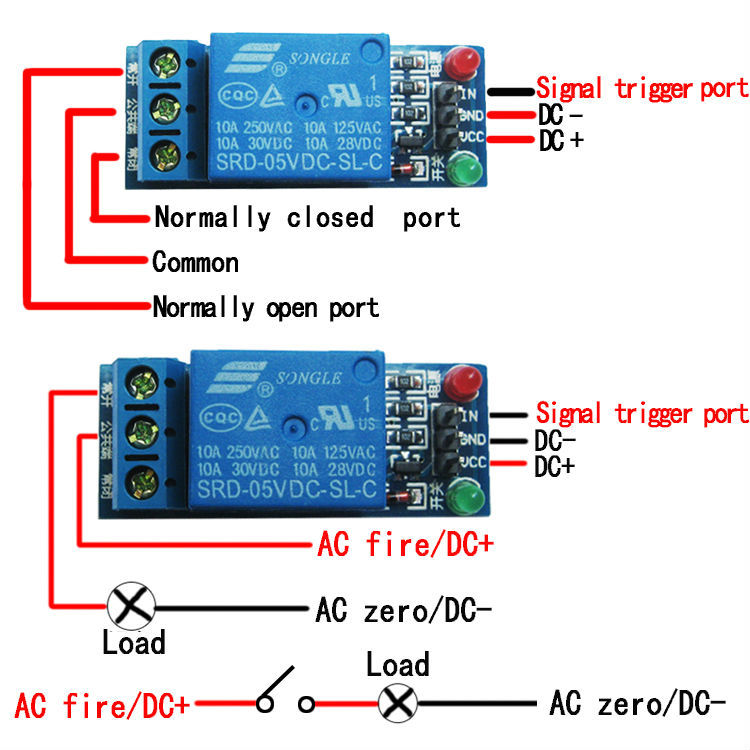 SONGLE
®
CQC
c
US
1
10A 250VAC 10A 125VAC
10A 30VDC 10A 28VDC
SRD-05VDC-SL-C
常开
公共端
常闭
电源
IN
GND
VCC
开关
Signal trigger port
DC -
DC +
Normally closed port
Common
Normally open port
SONGLE
®
CQC
c
US
1
10A 250VAC 10A 125VAC
10A 30VDC 10A 28VDC
SRD-05VDC-SL-C
常开
公共端
常闭
电源
IN
GND
VCC
开关
Signal trigger port
DC-
DC+
AC fire/DC+
AC zero/DC-
Load
Load
AC fire/DC+
AC zero/DC-